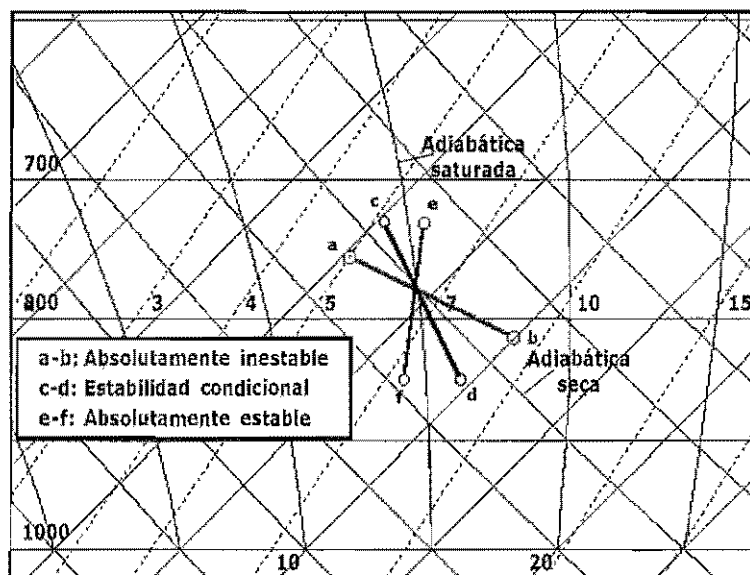 Adiabática
saturada
700
c
e
a
800 3 4 5 7 10 15
b
Adiabática
seca
a-b: Absolutamente inestable
c-d: Estabilidad condicional
e-f: Absolutamente estable
f
d
1000
10 20